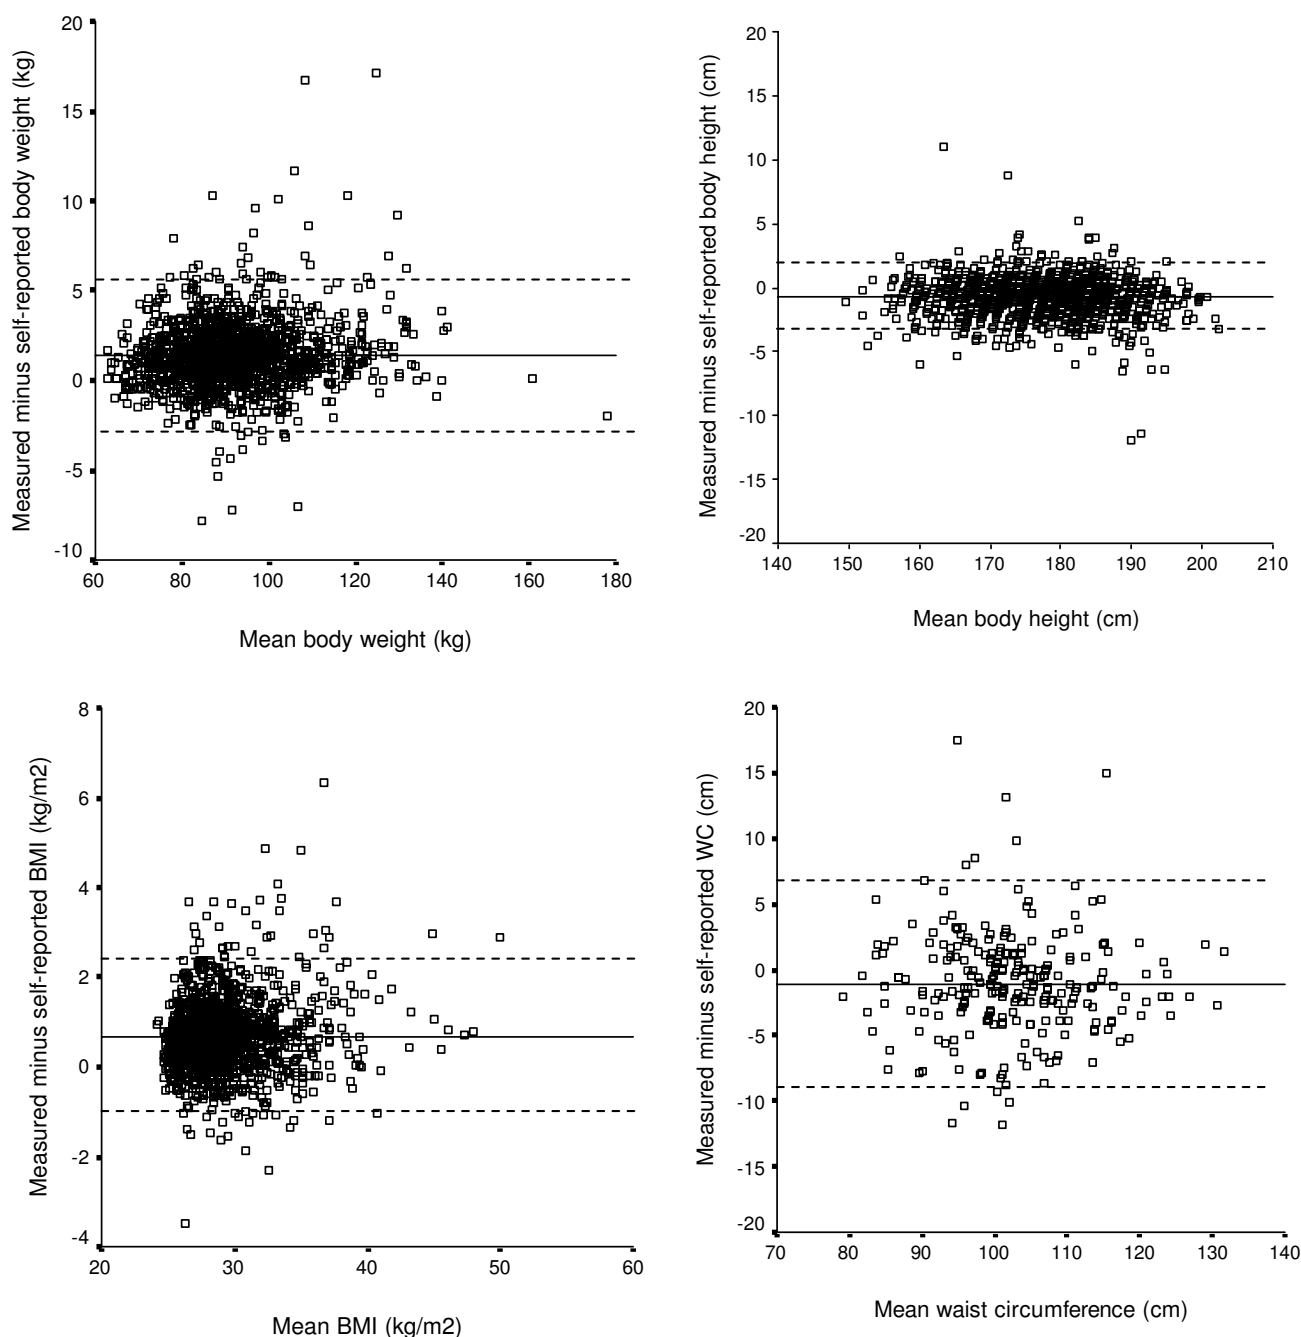 Measured minus self-reported body weight (kg)
20
15
10
5
0
-5
-10
60 80 100 120 140 160 180
Mean body weight (kg)
Measured minus self-reported body height (cm)
20
15
10
5
0
-5
-10
-15
-20
140 150 160 170 180 190 200 210
Mean body height (cm)
Measured minus self-reported BMI (kg/m2)
8
6
4
2
0
-2
-4
20 30 40 50 60
Mean BMI (kg/m2)
Measured minus self-reported WC (cm)
20
15
10
5
0
-5
-10
-15
-20
70 80 90 100 110 120 130 140
Mean waist circumference (cm)